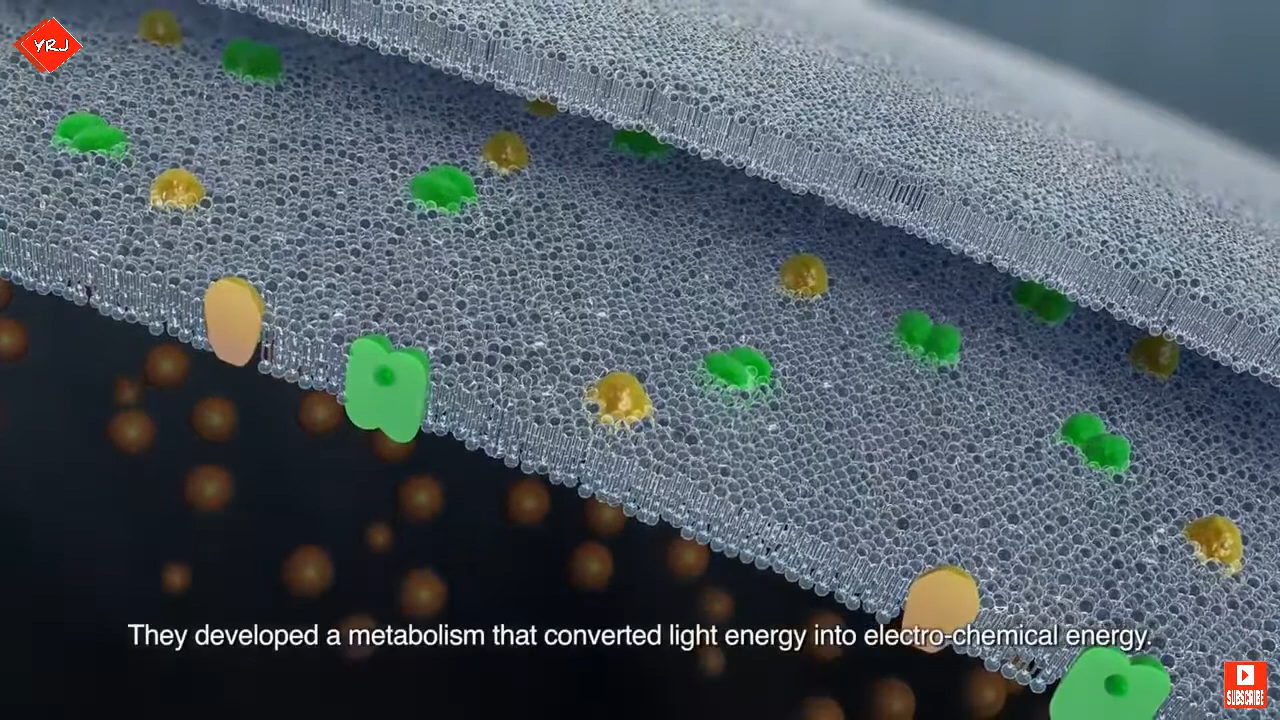 YRJ
They developed a metabolism that converted light energy into electro-chemical energy.
SUBSCRIBE